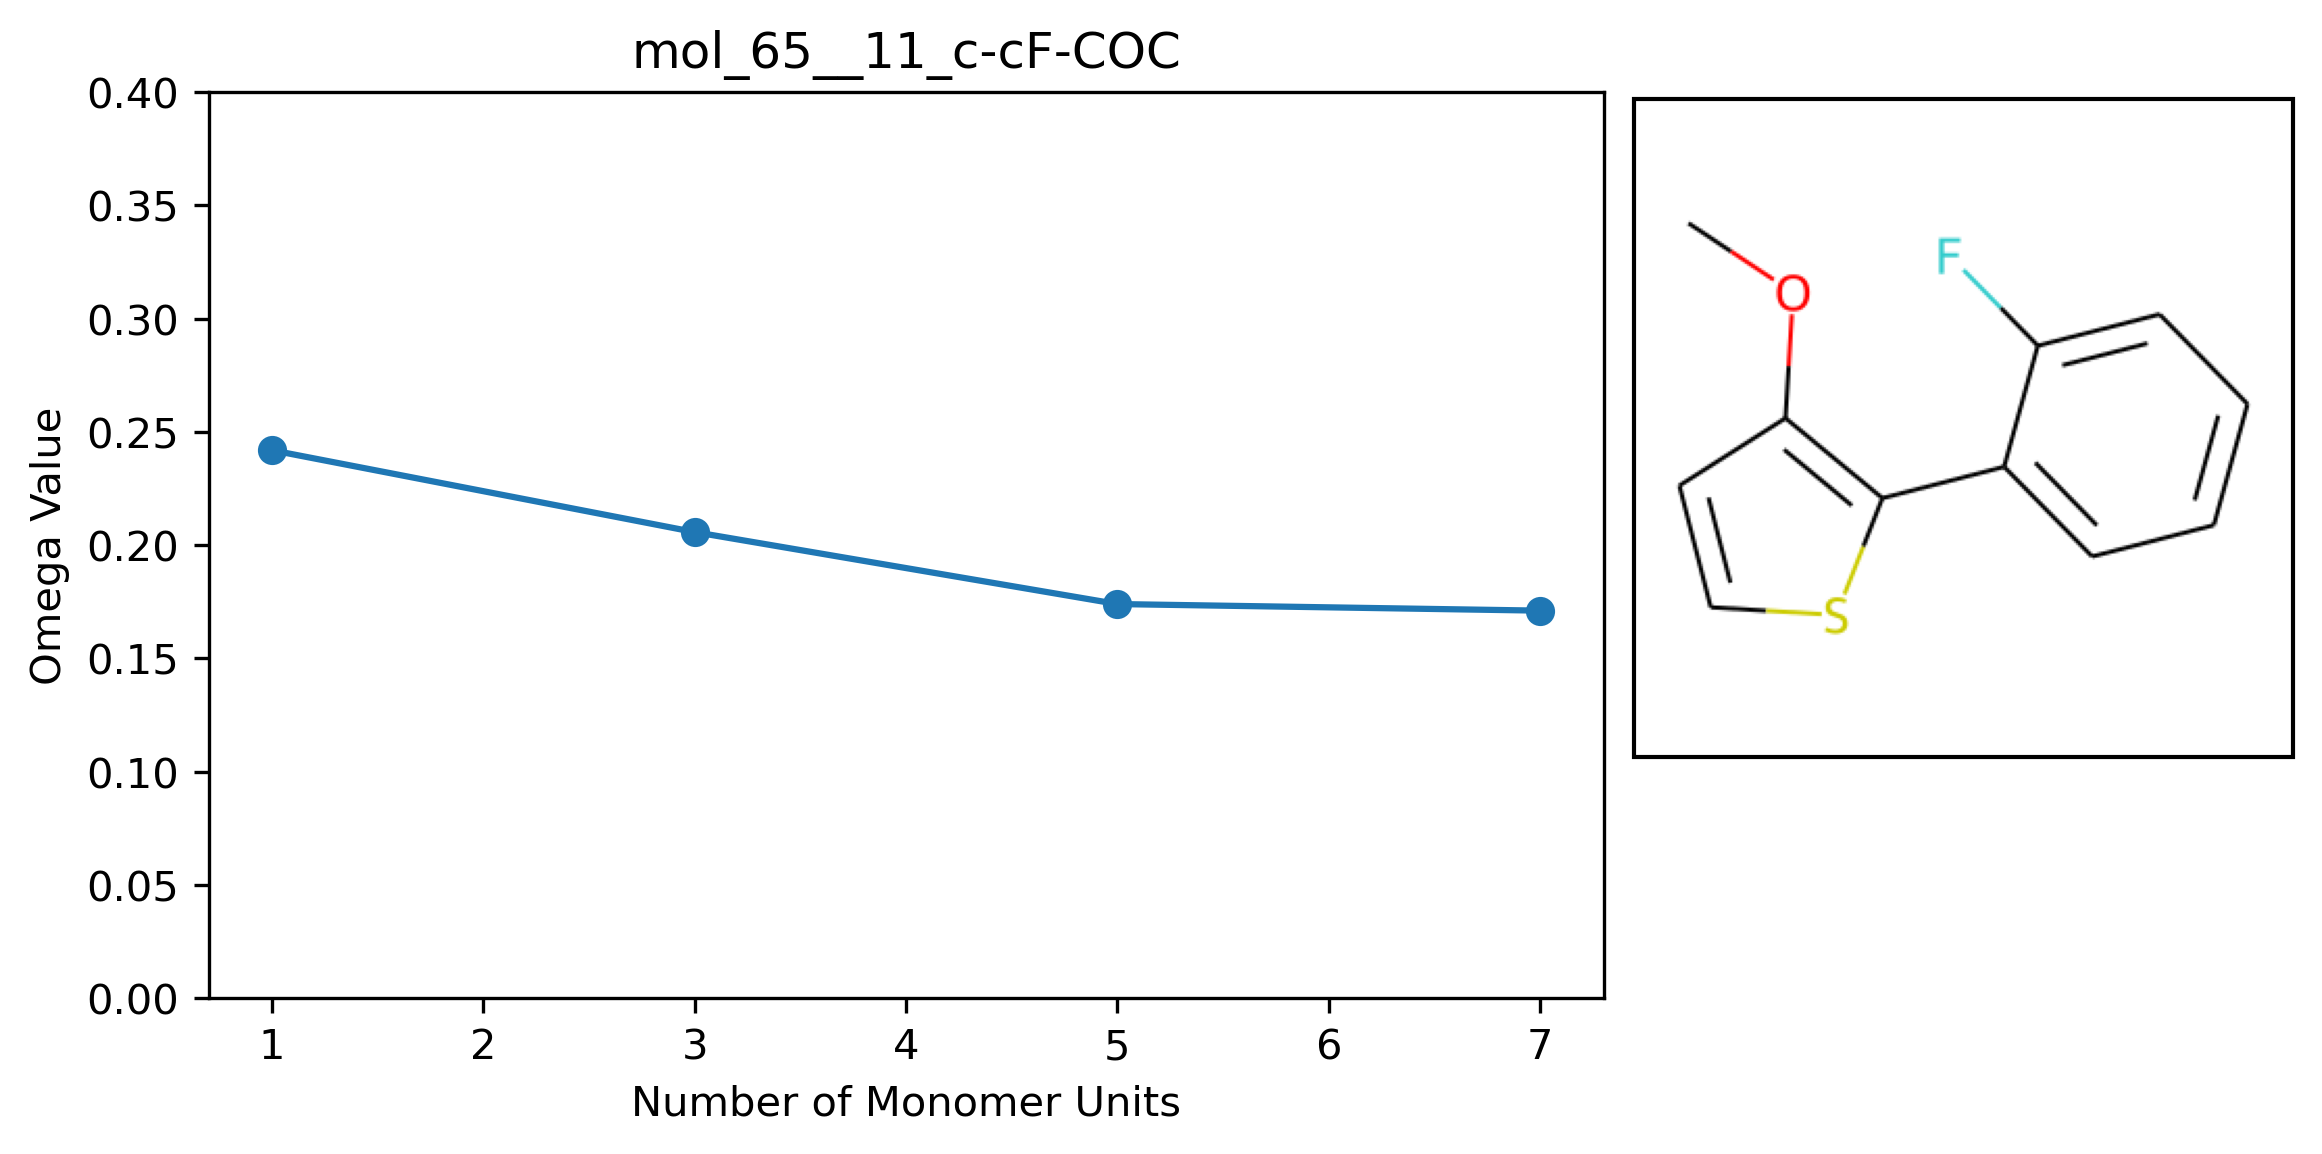 mol_65__11_c-cF-COC
0.40
0.35
0.30
0.25
0.20
0.15
0.10
0.05
0.00
Omega Value
1 2 3 4 5 6 7
Number of Monomer Units
F
O
S